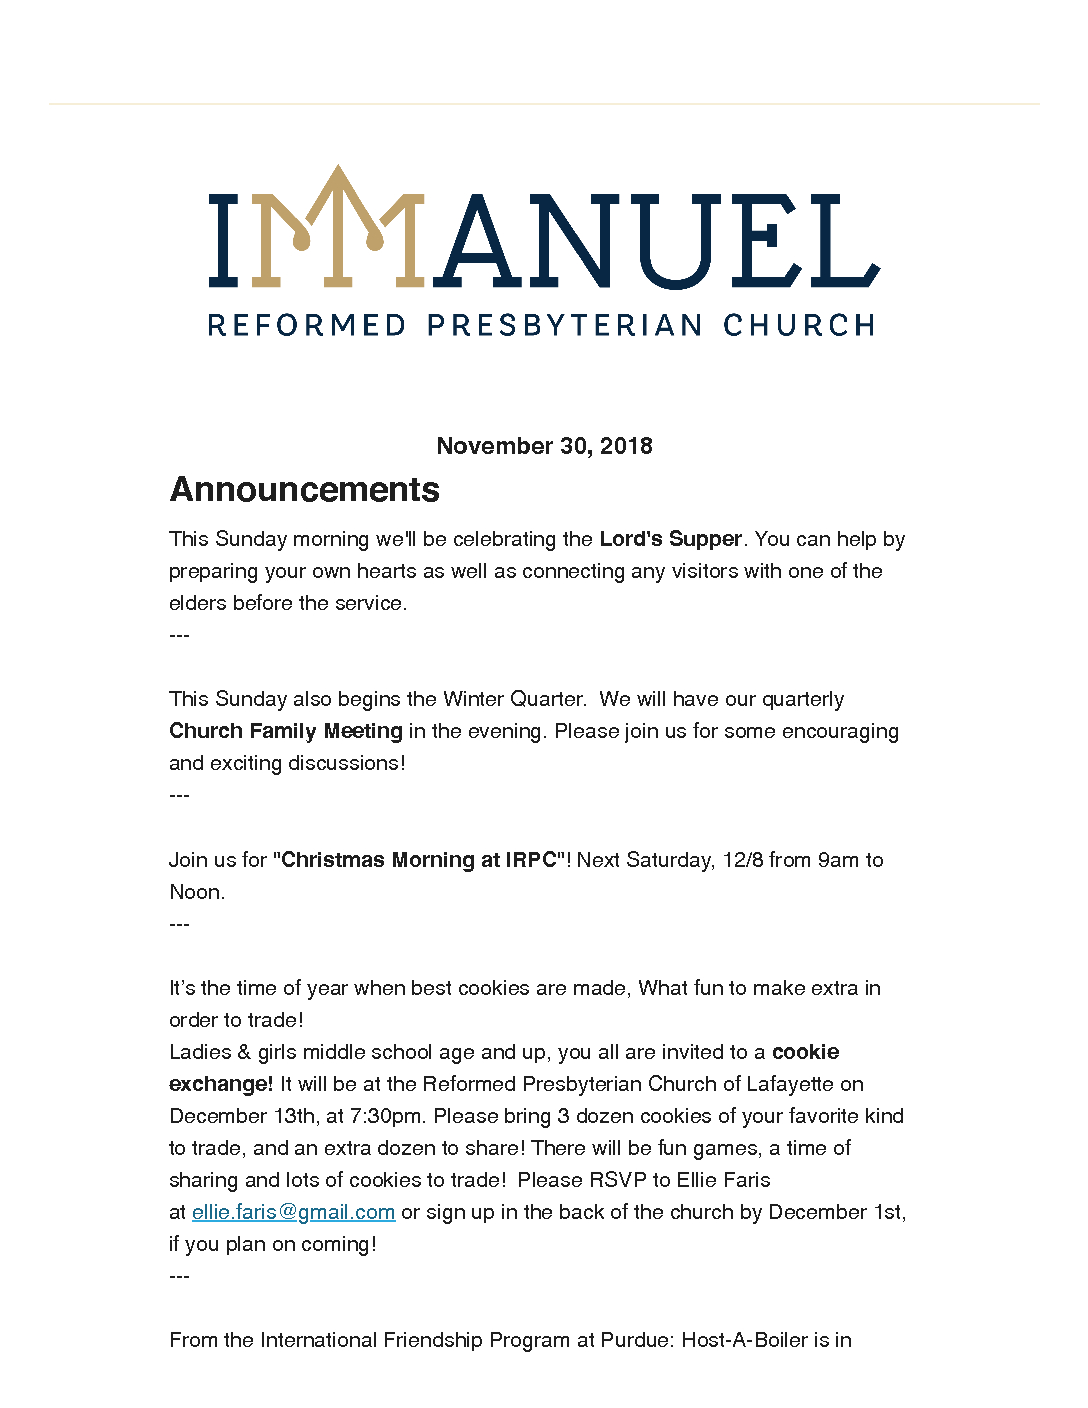 IMMANUEL
REFORMED PRESBYTERIAN CHURCH
November 30, 2018
Announcements
This Sunday morning we'll be celebrating the Lord's Supper. You can help by
preparing your own hearts as well as connecting any visitors with one of the
elders before the service.
---
This Sunday also begins the Winter Quarter.  We will have our quarterly
Church Family Meeting in the evening. Please join us for some encouraging
and exciting discussions!
---
Join us for "Christmas Morning at IRPC"! Next Saturday, 12/8 from 9am to
Noon.
---
It’s the time of year when best cookies are made, What fun to make extra in
order to trade!
Ladies & girls middle school age and up, you all are invited to a cookie
exchange! It will be at the Reformed Presbyterian Church of Lafayette on
December 13th, at 7:30pm. Please bring 3 dozen cookies of your favorite kind
to trade, and an extra dozen to share! There will be fun games, a time of
sharing and lots of cookies to trade!  Please RSVP to Ellie Faris
at ellie.faris@gmail.com or sign up in the back of the church by December 1st,
if you plan on coming!
---
From the International Friendship Program at Purdue: Host-A-Boiler is in